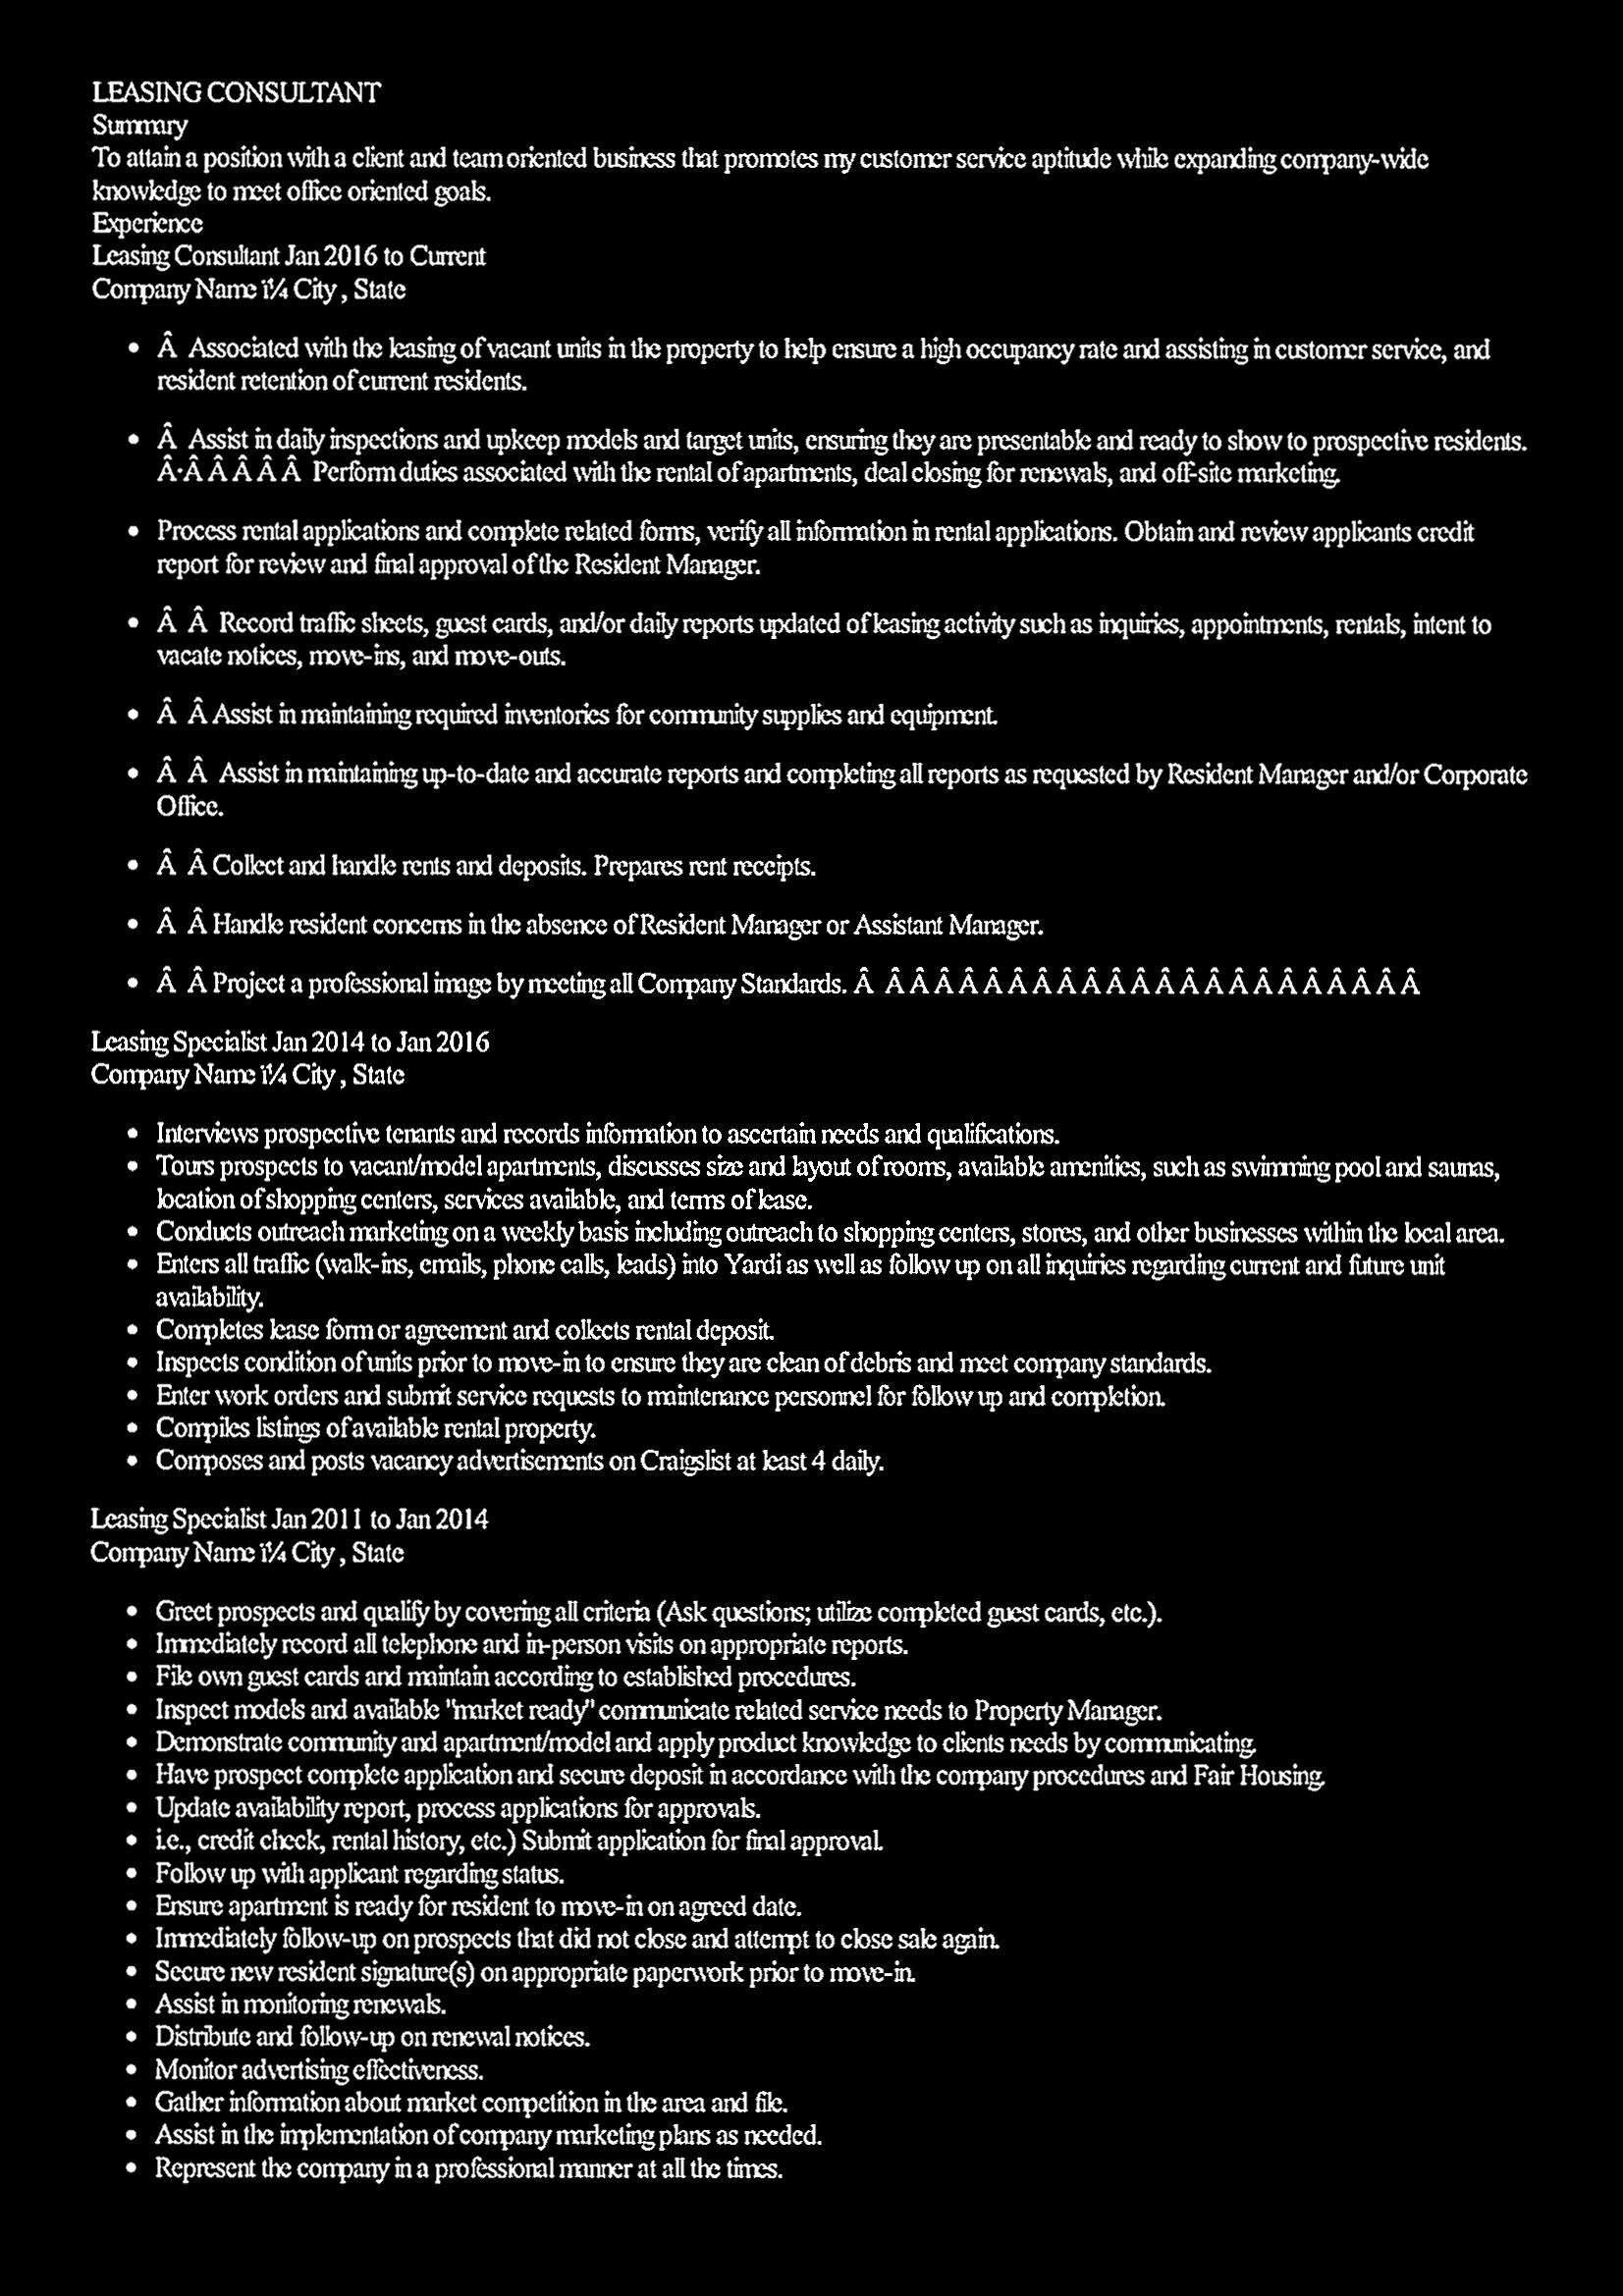 LEASING CONSULTANT
Summary
To attain a position with a client and team oriented business that promotes my customer service aptitude while expanding company-wide
knowledge to meet office oriented goals.
Experience
Leasing Consultant Jan 2016 to Current
Company Name ï¼ City , State
• Â  Associated with the leasing of vacant units in the property to help ensure a high occupancy rate and assisting in customer service, and
resident retention of current residents.
• Â  Assist in daily inspections and upkeep models and target units, ensuring they are presentable and ready to show to prospective residents.
Â·Â Â Â Â Â  Perform duties associated with the rental of apartments, deal closing for renewals, and off-site marketing.
• Process rental applications and complete related forms, verify all information in rental applications. Obtain and review applicants credit
report for review and final approval of the Resident Manager.
• Â  Â  Record traffic sheets, guest cards, and/or daily reports updated of leasing activity such as inquiries, appointments, rentals, intent to
vacate notices, move-ins, and move-outs.
• Â  Â Assist in maintaining required inventories for community supplies and equipment.
• Â  Â  Assist in maintaining up-to-date and accurate reports and completing all reports as requested by Resident Manager and/or Corporate
Office.
• Â  Â Collect and handle rents and deposits. Prepares rent receipts.
• Â  Â Handle resident concerns in the absence of Resident Manager or Assistant Manager.
• Â  Â Project a professional image by meeting all Company Standards. Â  Â Â Â Â Â Â Â Â Â Â Â Â Â Â Â Â Â Â Â Â Â Â
Leasing Specialist Jan 2014 to Jan 2016
Company Name ï¼ City , State
• Interviews prospective tenants and records information to ascertain needs and qualifications.
• Tours prospects to vacant/model apartments, discusses size and layout of rooms, available amenities, such as swimming pool and saunas,
location of shopping centers, services available, and terms of lease.
• Conducts outreach marketing on a weekly basis including outreach to shopping centers, stores, and other businesses within the local area.
• Enters all traffic (walk-ins, emails, phone calls, leads) into Yardi as well as follow up on all inquiries regarding current and future unit
availability.
• Completes lease form or agreement and collects rental deposit.
• Inspects condition of units prior to move-in to ensure they are clean of debris and meet company standards.
• Enter work orders and submit service requests to maintenance personnel for follow up and completion.
• Compiles listings of available rental property.
• Composes and posts vacancy advertisements on Craigslist at least 4 daily.
Leasing Specialist Jan 2011 to Jan 2014
Company Name ï¼ City , State
• Greet prospects and qualify by covering all criteria (Ask questions; utilize completed guest cards, etc.).
• Immediately record all telephone and in-person visits on appropriate reports.
• File own guest cards and maintain according to established procedures.
• Inspect models and available "market ready" communicate related service needs to Property Manager.
• Demonstrate community and apartment/model and apply product knowledge to clients needs by communicating.
• Have prospect complete application and secure deposit in accordance with the company procedures and Fair Housing.
• Update availability report, process applications for approvals.
• i.e., credit check, rental history, etc.) Submit application for final approval.
• Follow up with applicant regarding status.
• Ensure apartment is ready for resident to move-in on agreed date.
• Immediately follow-up on prospects that did not close and attempt to close sale again.
• Secure new resident signature(s) on appropriate paperwork prior to move-in.
• Assist in monitoring renewals.
• Distribute and follow-up on renewal notices.
• Monitor advertising effectiveness.
• Gather information about market competition in the area and file.
• Assist in the implementation of company marketing plans as needed.
• Represent the company in a professional manner at all the times.